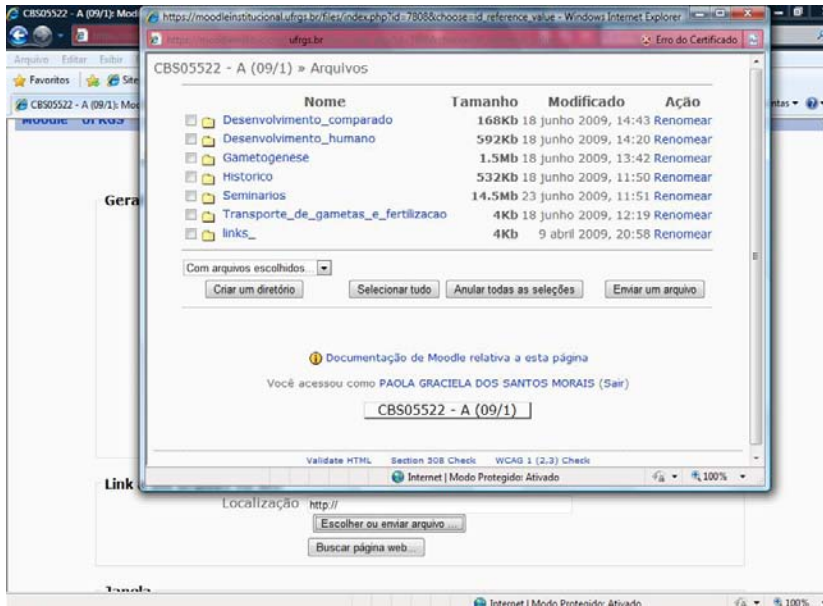 CBS05522 - A (09/1): Mood
https://moodleinstitucional.ufrgs.br/files/index.php?id=7808&choose=id_reference_value - Windows Internet Explorer
ufrgs.br
Erro do Certificado
Arquivo Editar Exibir
Favoritos
Site
CBS05522 - A (09/1): Moo
Moodle UFRGS
CBS05522 - A (09/1) » Arquivos
Nome Tamanho Modificado Ação
Desenvolvimento_comparado 168Kb 18 junho 2009, 14:43 Renomear
Desenvolvimento_humano 592Kb 18 junho 2009, 14:20 Renomear
Gametogenese 1.5Mb 18 junho 2009, 13:42 Renomear
Historico 532Kb 18 junho 2009, 11:50 Renomear
Seminarios 14.5Mb 23 junho 2009, 11:51 Renomear
Transporte_de_gametas_e_fertilizacao 4Kb 18 junho 2009, 12:19 Renomear
links_ 4Kb 9 abril 2009, 20:58 Renomear
Gera
Com arquivos escolhidos...
Criar um diretório Selecionar tudo Anular todas as seleções Enviar um arquivo
Documentação de Moodle relativa a esta página
Você acessou como PAOLA GRACIELA DOS SANTOS MORAIS (Sair)
CBS05522 - A (09/1)
Validate HTML Section 508 Check WCAG 1 (2,3) Check
Internet | Modo Protegido: Ativado 100%
Link
Localização http://
Escolher ou enviar arquivo ...
Buscar página web...
Janela
Internet | Modo Protegido: Ativado 100%